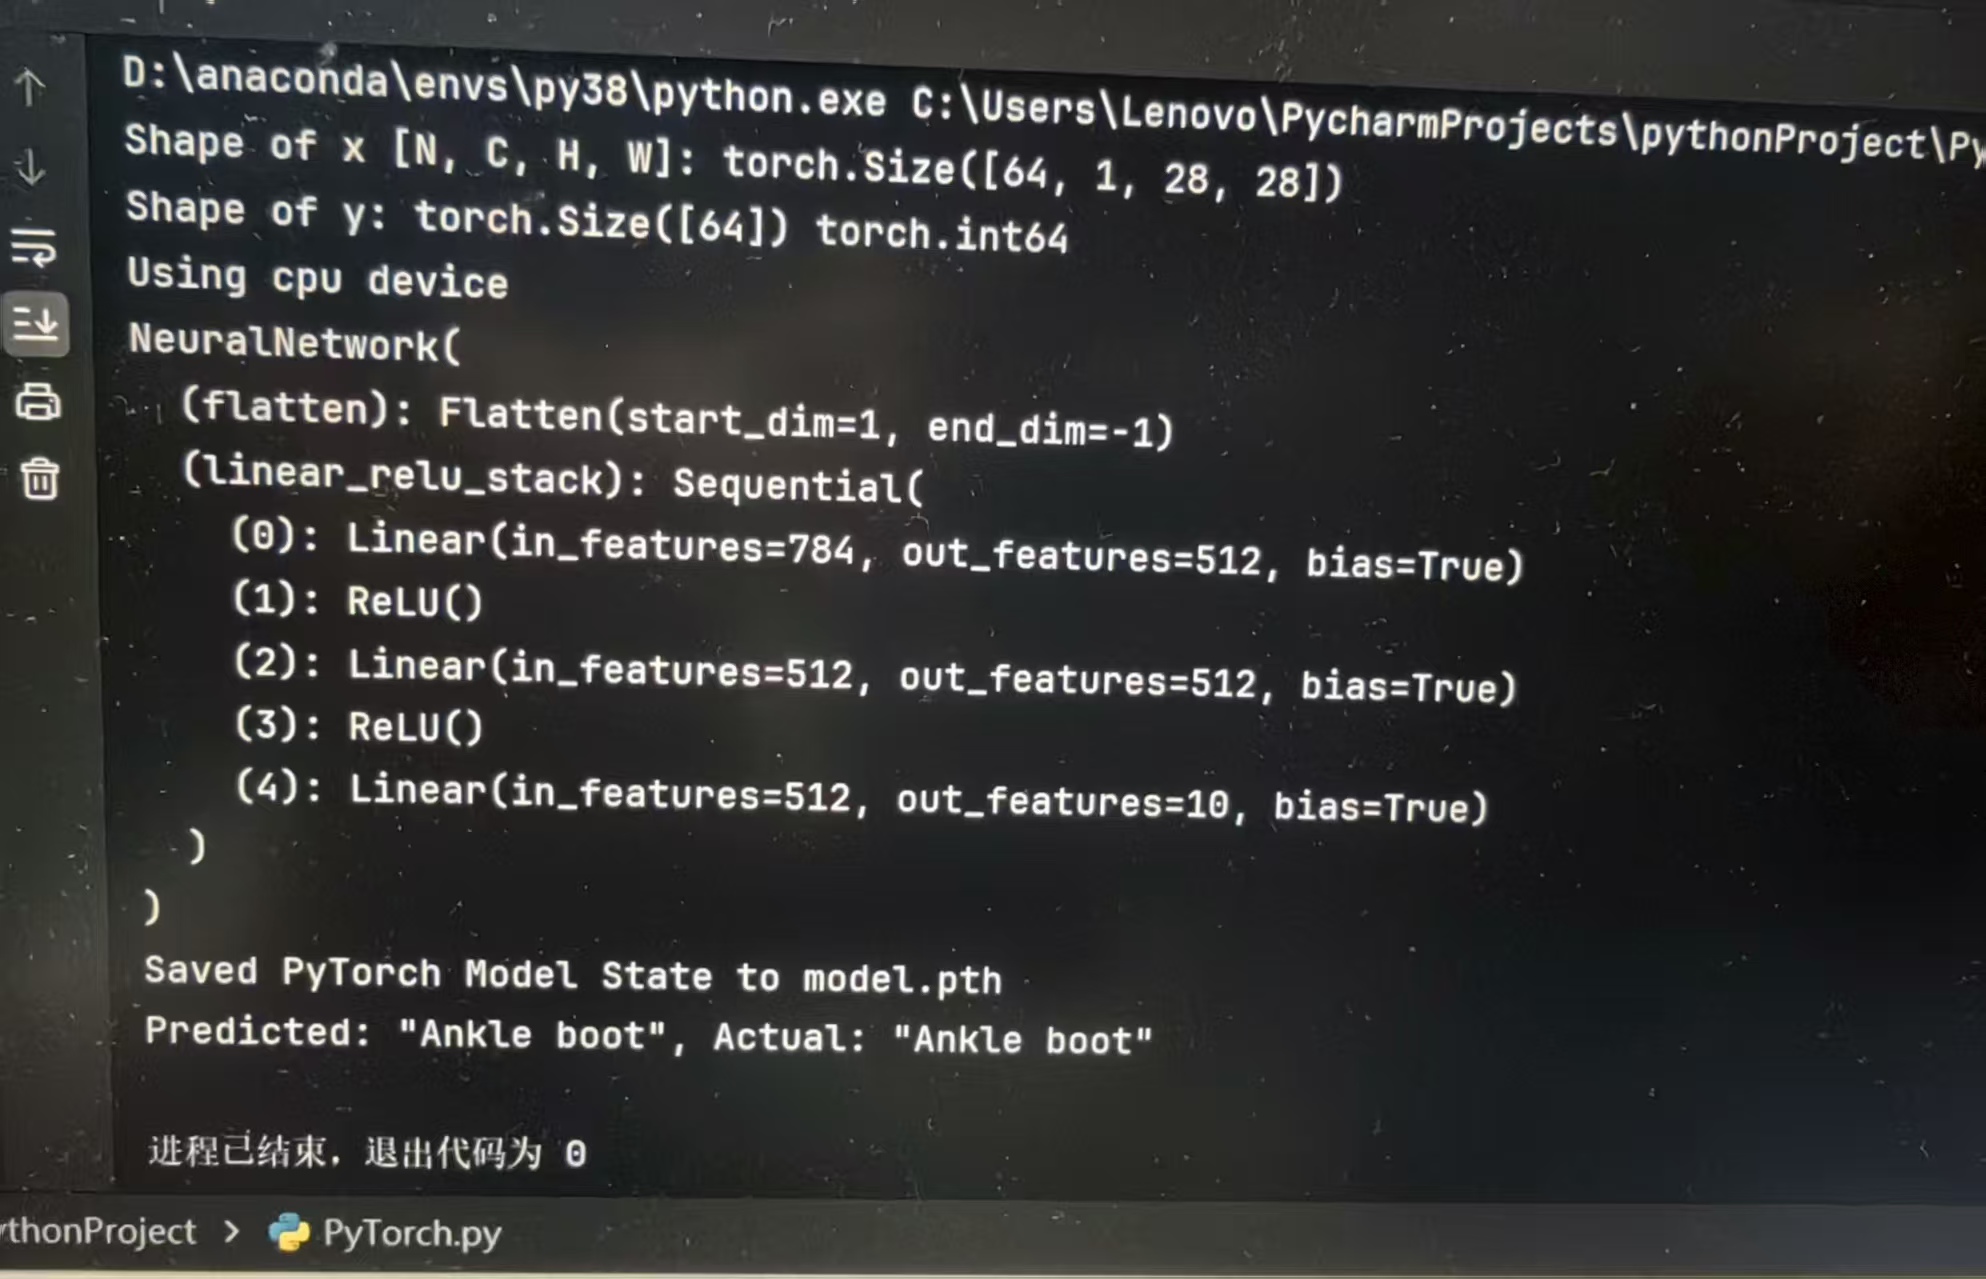 D:\anaconda\envs\py38\python.exe C:\Users\Lenovo\PycharmProjects\pythonProject\Py
Shape of x [N, C, H, W]: torch.Size([64, 1, 28, 28])
Shape of y: torch.Size([64]) torch.int64
Using cpu device
NeuralNetwork(
  (flatten): Flatten(start_dim=1, end_dim=-1)
  (linear_relu_stack): Sequential(
    (0): Linear(in_features=784, out_features=512, bias=True)
    (1): ReLU()
    (2): Linear(in_features=512, out_features=512, bias=True)
    (3): ReLU()
    (4): Linear(in_features=512, out_features=10, bias=True)
  )
)
Saved PyTorch Model State to model.pth
Predicted: "Ankle boot", Actual: "Ankle boot"
进程已结束，退出代码为 0
thonProject > PyTorch.py